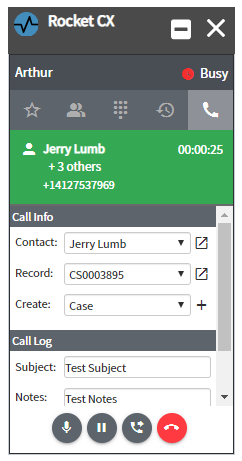 Rocket CX
Arthur
Busy
Jerry Lumb
00:00:25
+ 3 others
+14127537969
Call Info
Contact: Jerry Lumb
Record: CS0003895
Create: Case
Call Log
Subject: Test Subject
Notes: Test Notes